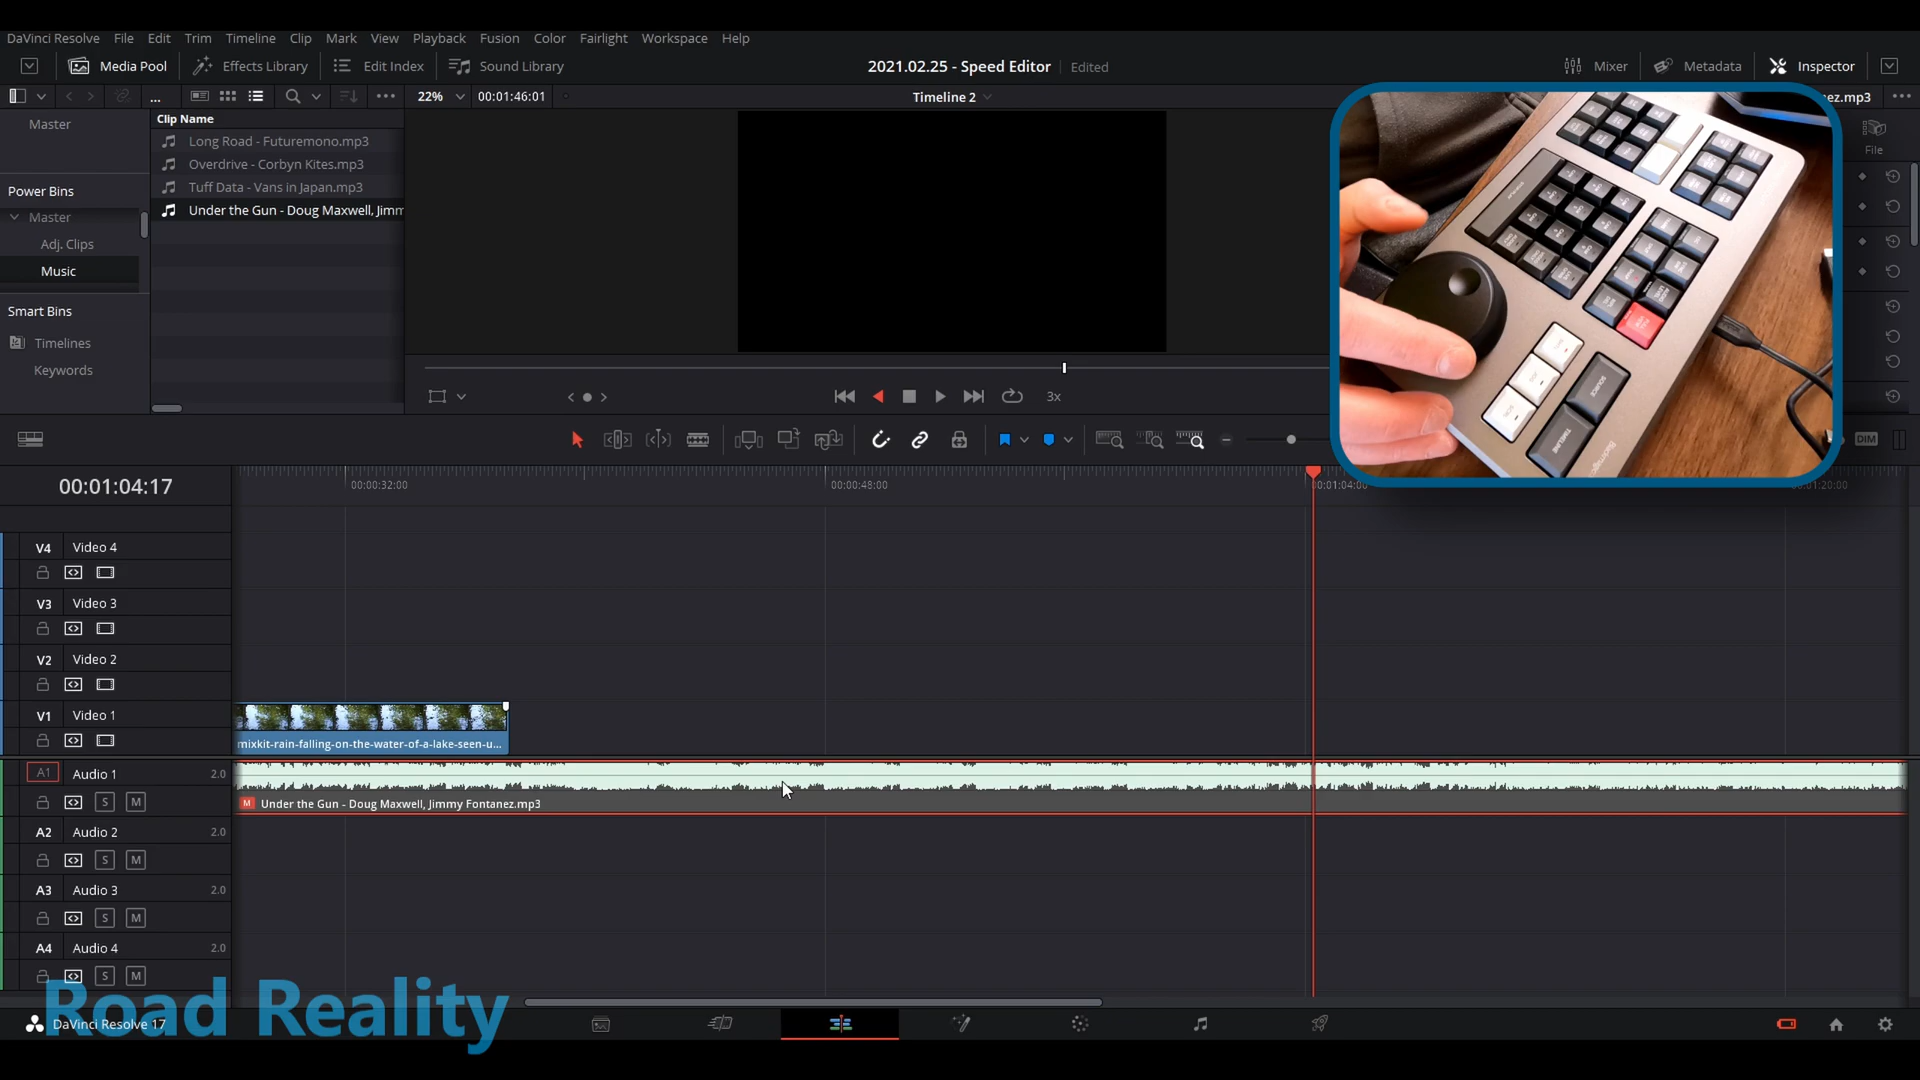 DaVinci Resolve File Edit Trim Timeline Clip Mark View Playback Fusion Color Fairlight Workspace Help
Media Pool Effects Library Edit Index Sound Library 2021.02.25 - Speed Editor Edited Mixer Metadata Inspector
... 22% 00:01:46:01 Timeline 2 ez.mp3
Master
Power Bins
Master
Adj. Clips
Music
Smart Bins
Timelines
Keywords
Clip Name
Long Road - Futuremono.mp3
Overdrive - Corbyn Kites.mp3
Tuff Data - Vans in Japan.mp3
Under the Gun - Doug Maxwell, Jimm
File
3x
SOURCE
TIMELINE
DIM
00:01:04:17
00:00:32:00 00:00:48:00 00:01:04:00 00:01:20:00
V4 Video 4
V3 Video 3
V2 Video 2
V1 Video 1
mixkit-rain-falling-on-the-water-of-a-lake-seen-u...
A1 Audio 1 2.0
S M
M Under the Gun - Doug Maxwell, Jimmy Fontanez.mp3
A2 Audio 2 2.0
S M
A3 Audio 3 2.0
S M
A4 Audio 4 2.0
S M
Road Reality
DaVinci Resolve 17